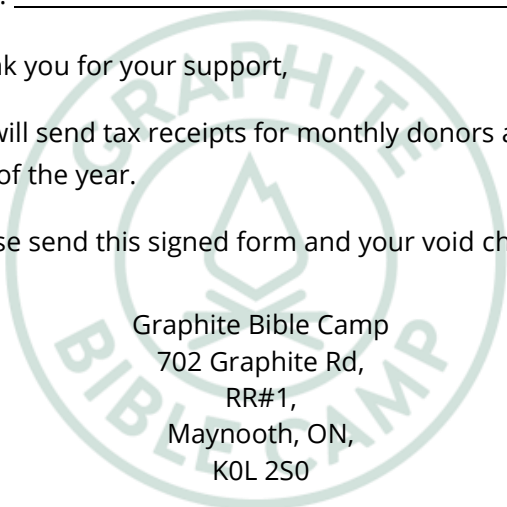 k you for your support,
will send tax receipts for monthly donors a
of the year.
se send this signed form and your void ch
GRAPHITE
BIBLE CAMP
Graphite Bible Camp
702 Graphite Rd,
RR#1,
Maynooth, ON,
K0L 2S0